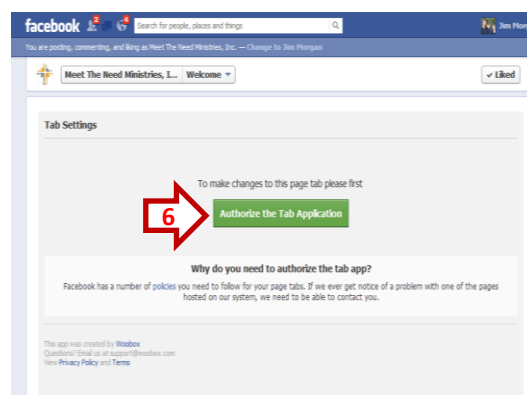 facebook 2 6 Search for people, places and things Jim Mor
You are posting, commenting, and liking as Meet The Need Ministries, Inc. — Change to Jim Morgan
Meet The Need Ministries, I... Welcome ✓ Liked
Tab Settings
To make changes to this page tab please first
6 Authorize the Tab Application
Why do you need to authorize the tab app?
Facebook has a number of policies you need to follow for your page tabs. If we ever get notice of a problem with one of the pages
hosted on our system, we need to be able to contact you.
This app was created by Woobox
Questions? Email us at support@woobox.com
View Privacy Policy and Terms